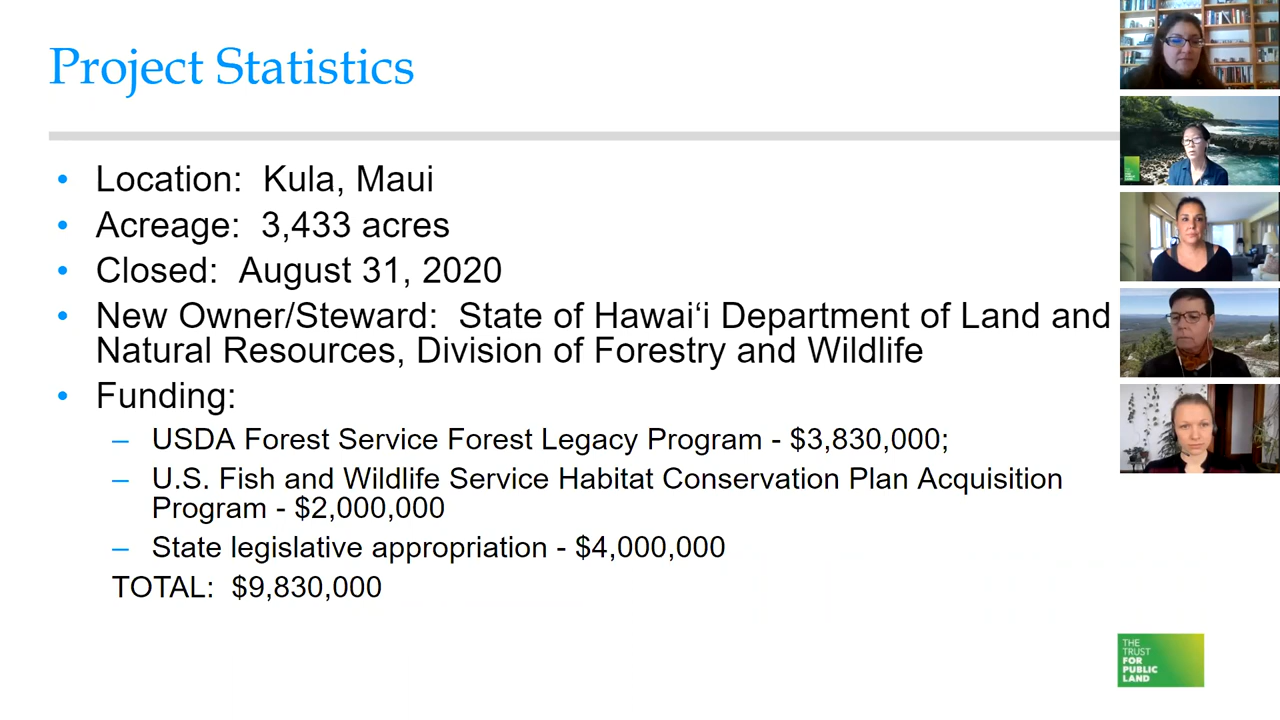 Project Statistics
• Location:  Kula, Maui
• Acreage:  3,433 acres
• Closed:  August 31, 2020
• New Owner/Steward:  State of Hawai‘i Department of Land and
Natural Resources, Division of Forestry and Wildlife
• Funding:
– USDA Forest Service Forest Legacy Program - $3,830,000;
– U.S. Fish and Wildlife Service Habitat Conservation Plan Acquisition
Program - $2,000,000
– State legislative appropriation - $4,000,000
TOTAL:  $9,830,000
THE
TRUST
FOR
PUBLIC
LAND